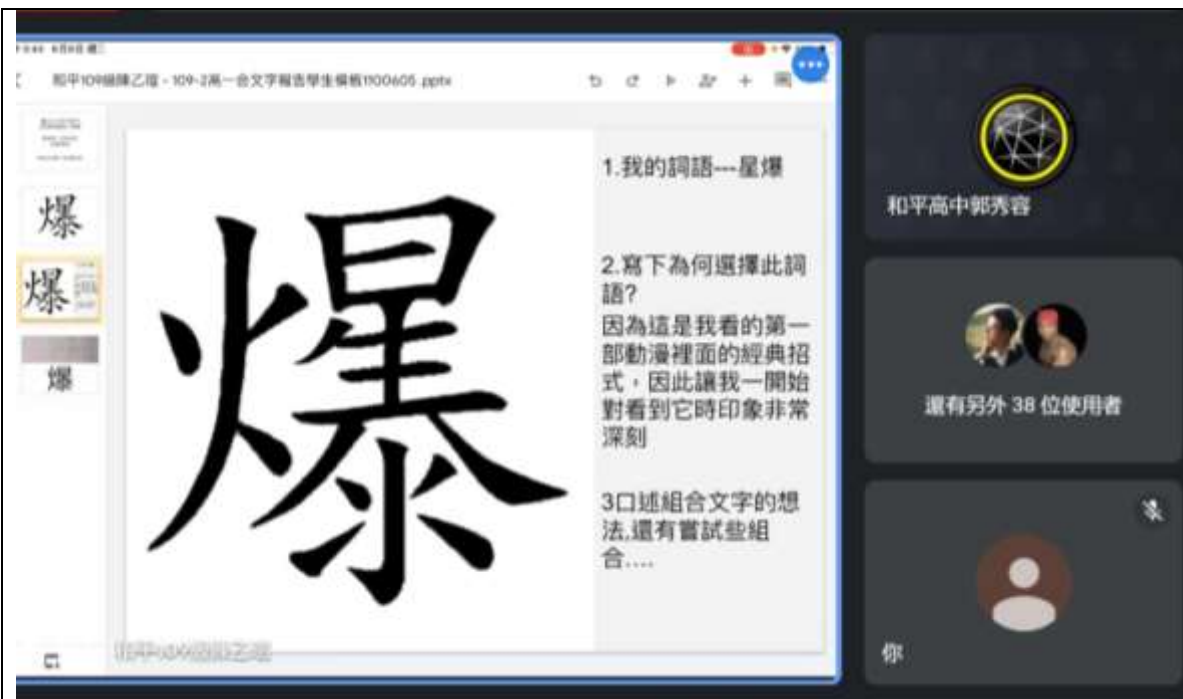 和平109級陳乙瑄 - 109-2高一合文字報告學生模板1100605 .pptx
爆
爆
爆
1.我的詞語---星爆
2.寫下為何選擇此詞
語?
因為這是我看的第一
部動漫裡面的經典招
式，因此讓我一開始
對看到它時印象非常
深刻
3口述組合文字的想
法,還有嘗試些組
合....
和平高中郭秀容
還有另外 38 位使用者
你